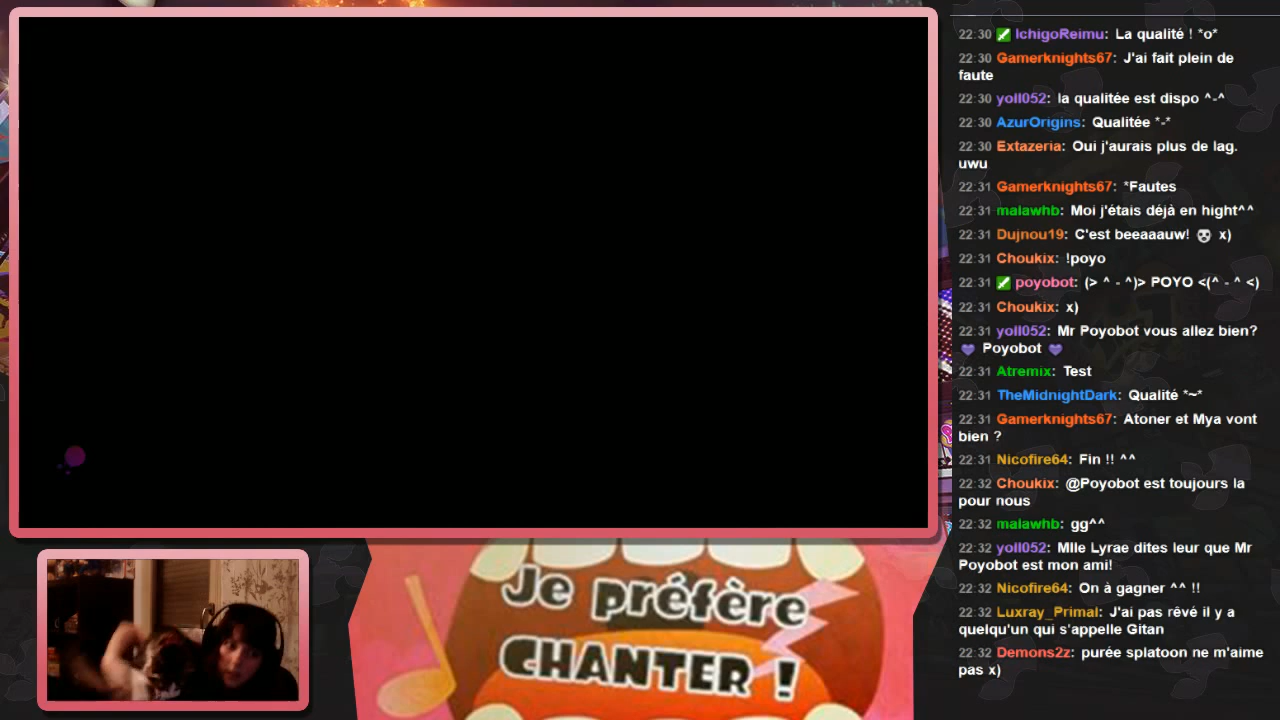 22:30 IchigoReimu: La qualité ! *o*
22:30 Gamerknights67: J'ai fait plein de
faute
22:30 yoll052: la qualitée est dispo ^-^
22:30 AzurOrigins: Qualitée *-*
22:30 Extazeria: Oui j'aurais plus de lag.
uwu
22:31 Gamerknights67: *Fautes
22:31 malawhb: Moi j'étais déjà en hight^^
22:31 Dujnou19: C'est beeaaauw! 💀 x)
22:31 Choukix: !poyo
22:31 poyobot: (> ^ - ^)> POYO <(^ - ^ <)
22:31 Choukix: x)
22:31 yoll052: Mr Poyobot vous allez bien?
💜 Poyobot 💜
22:31 Atremix: Test
22:31 TheMidnightDark: Qualité *~*
22:31 Gamerknights67: Atoner et Mya vont
bien ?
22:31 Nicofire64: Fin !! ^^
22:32 Choukix: @Poyobot est toujours la
pour nous
22:32 malawhb: gg^^
22:32 yoll052: Mlle Lyrae dites leur que Mr
Poyobot est mon ami!
22:32 Nicofire64: On à gagner ^^ !!
22:32 Luxray_Primal: J'ai pas rêvé il y a
quelqu'un qui s'appelle Gitan
22:32 Demons2z: purée splatoon ne m'aime
pas x)
Je préfère
CHANTER !